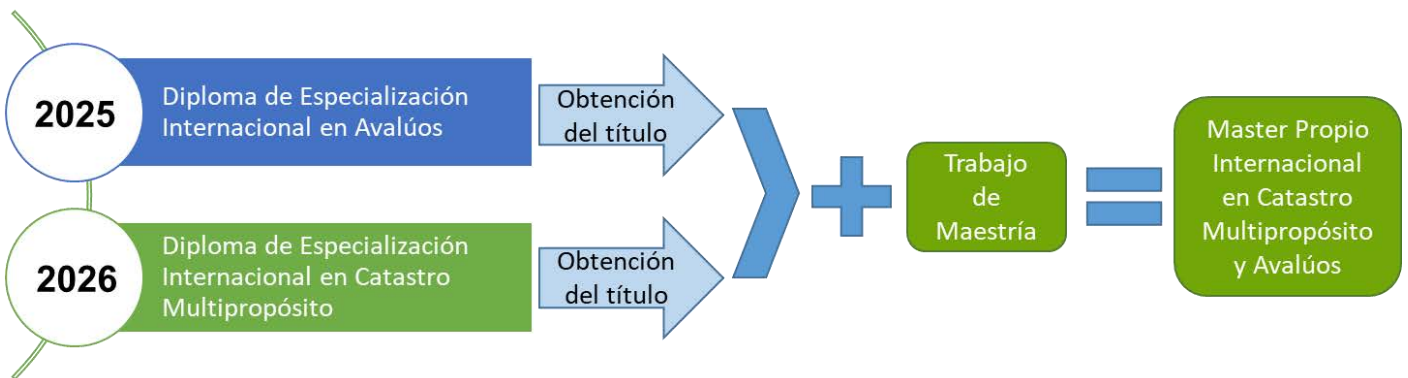 2025
Diploma de Especialización
Internacional en Avalúos
Obtención
del título
2026
Diploma de Especialización
Internacional en Catastro
Multipropósito
Obtención
del título
Trabajo
de
Maestría
Master Propio
Internacional
en Catastro
Multipropósito
y Avalúos